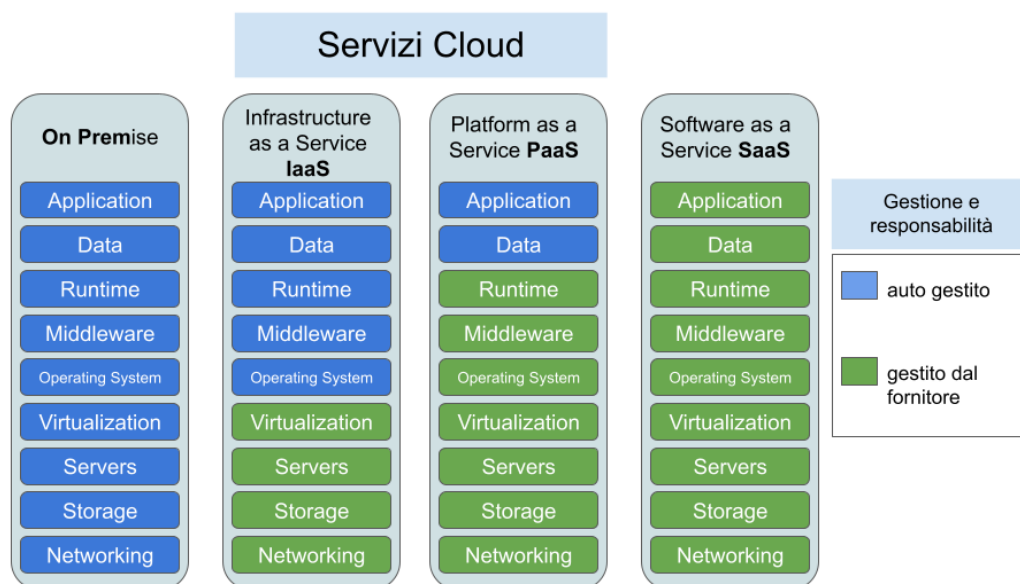 Servizi Cloud
On Premise
Application
Data
Runtime
Middleware
Operating System
Virtualization
Servers
Storage
Networking
Infrastructure
as a Service
IaaS
Application
Data
Runtime
Middleware
Operating System
Virtualization
Servers
Storage
Networking
Platform as a
Service PaaS
Application
Data
Runtime
Middleware
Operating System
Virtualization
Servers
Storage
Networking
Software as a
Service SaaS
Application
Data
Runtime
Middleware
Operating System
Virtualization
Servers
Storage
Networking
Gestione e
responsabilità
auto gestito
gestito dal
fornitore